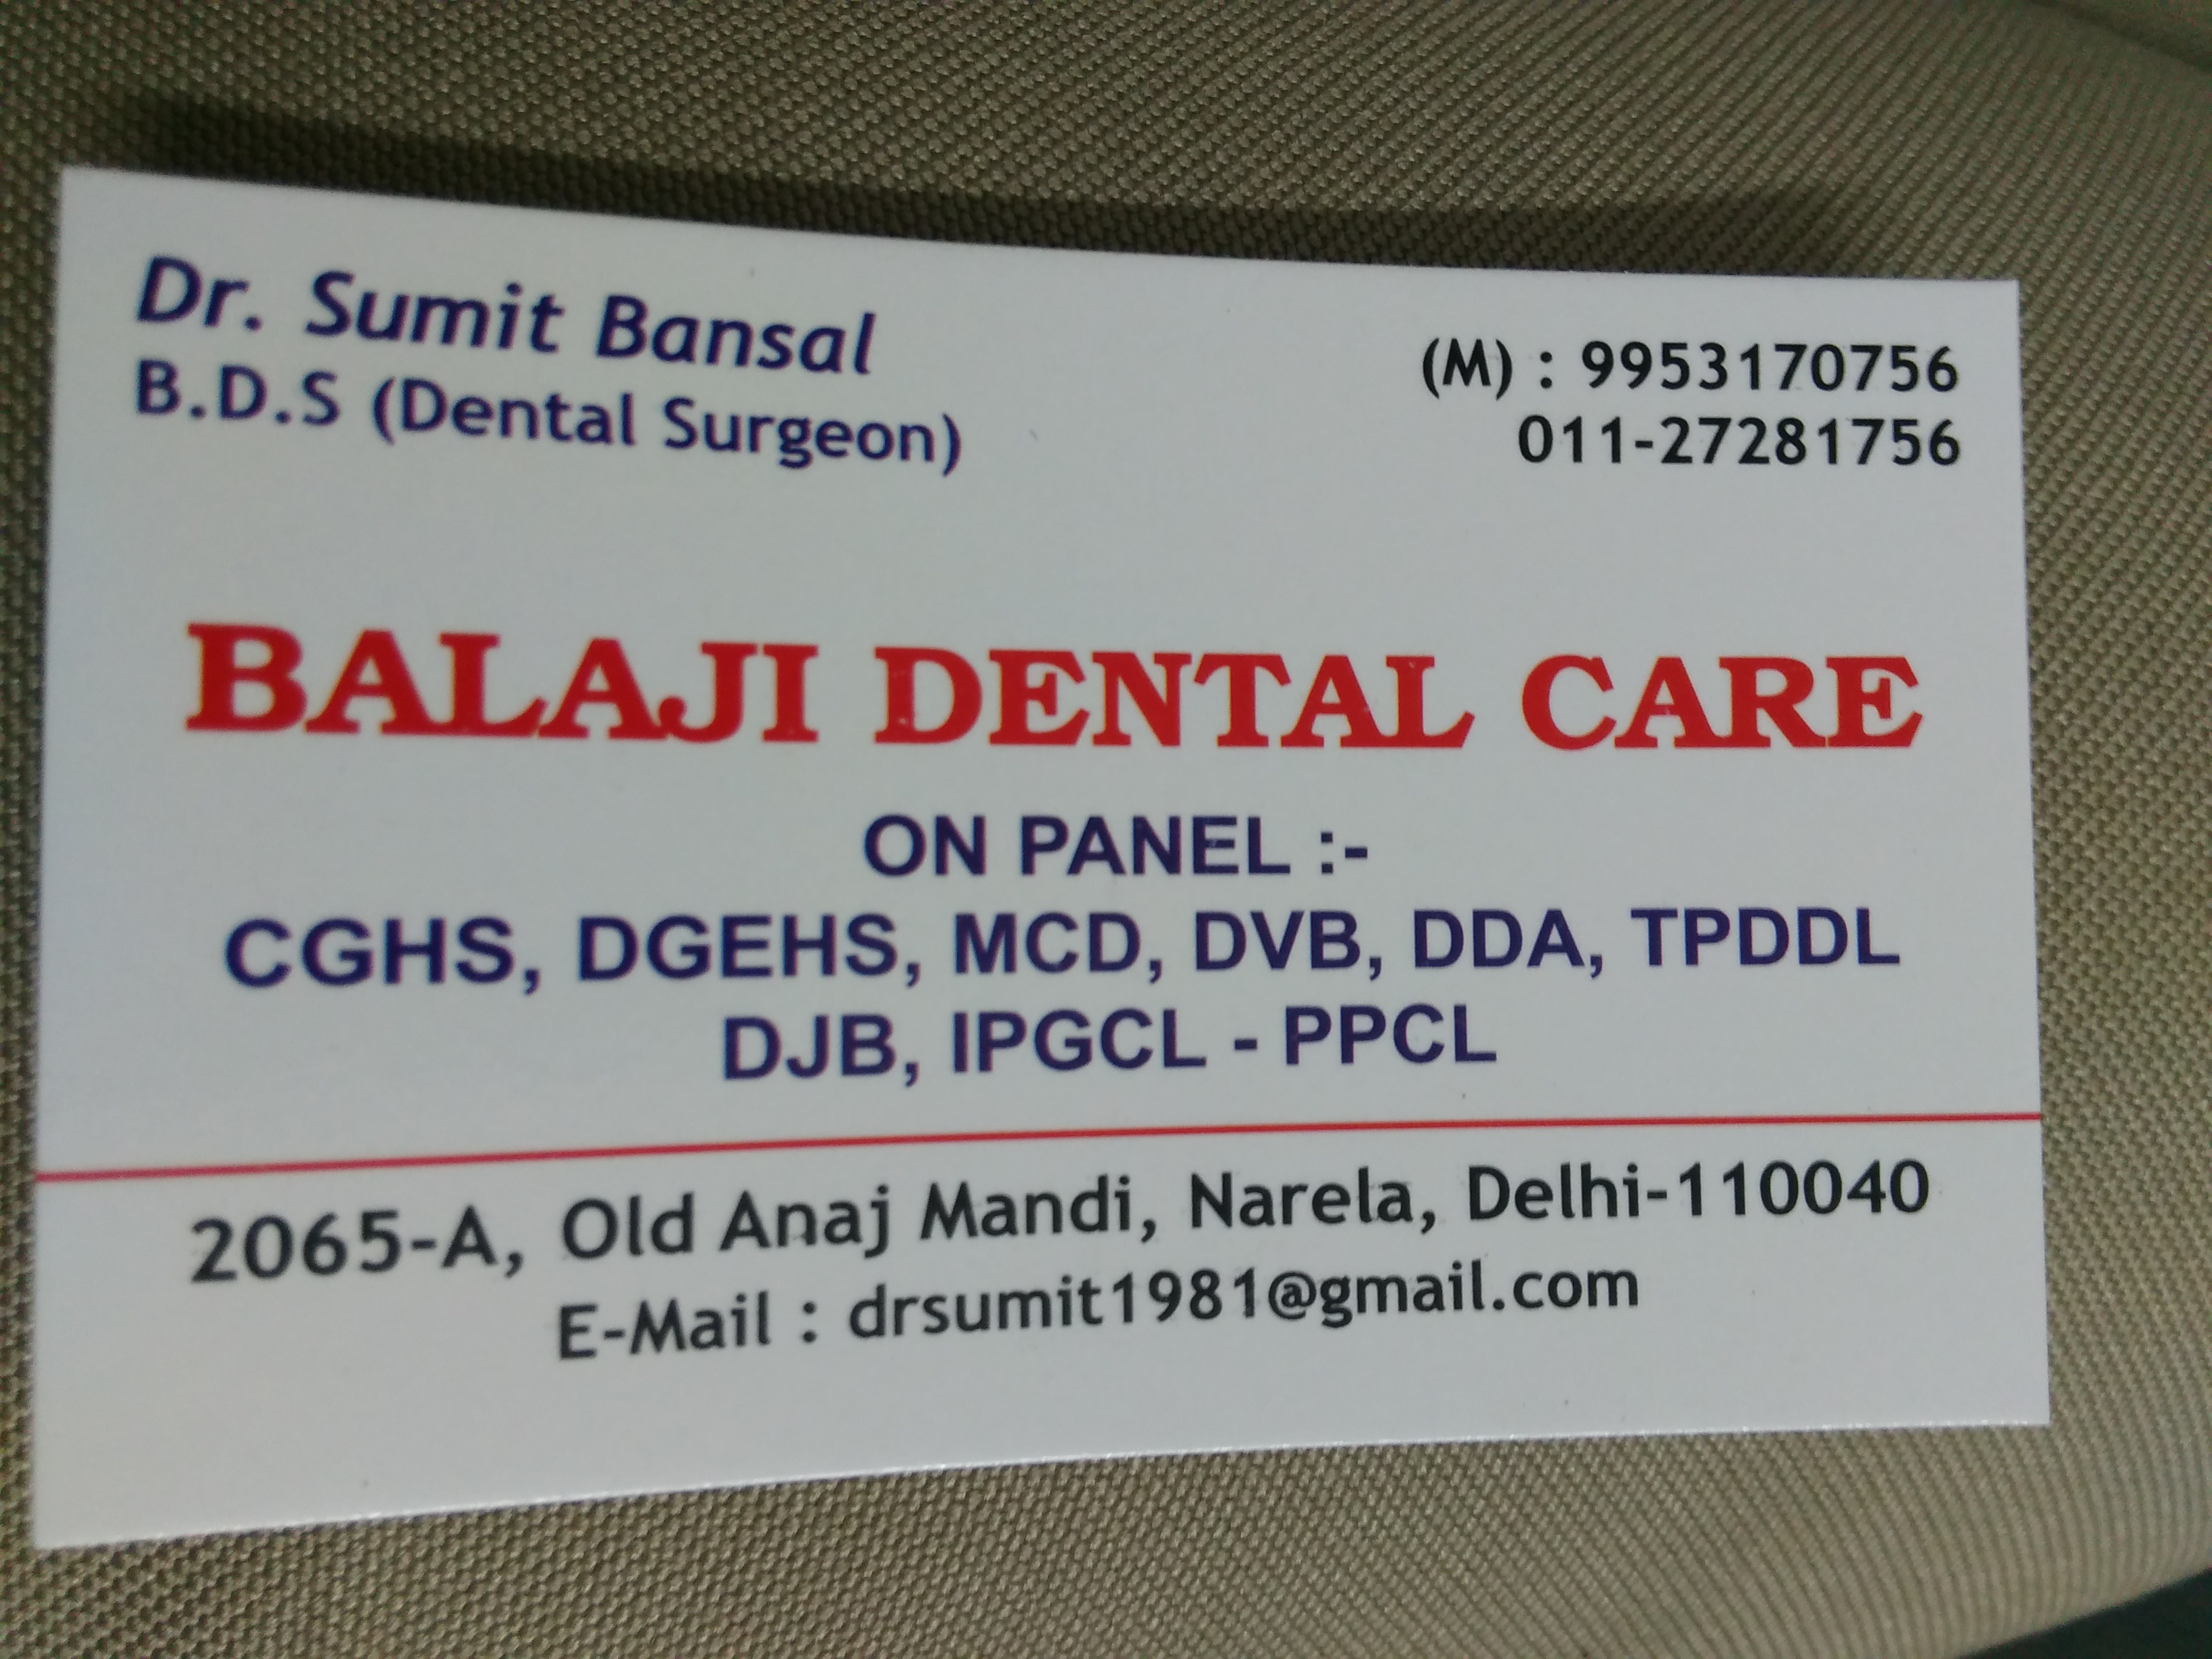 Dr. Sumit Bansal
B.D.S (Dental Surgeon)
(M) : 9953170756
011-27281756
BALAJI DENTAL CARE
ON PANEL :-
CGHS, DGEHS, MCD, DVB, DDA, TPDDL
DJB, IPGCL - PPCL
2065-A, Old Anaj Mandi, Narela, Delhi-110040
E-Mail : drsumit1981@gmail.com